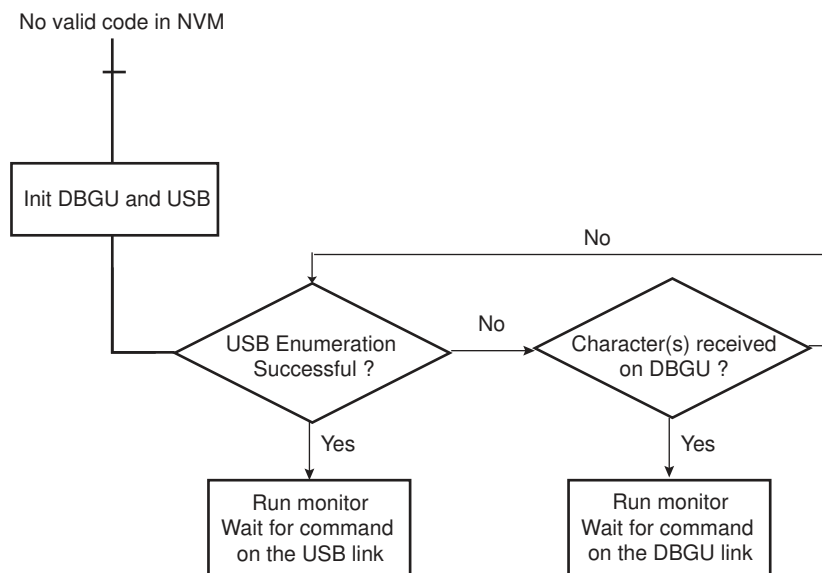 No valid code in NVM
Init DBGU and USB
No
USB Enumeration
Successful ?
No
Character(s) received
on DBGU ?
Yes
Yes
Run monitor
Wait for command
on the USB link
Run monitor
Wait for command
on the DBGU link